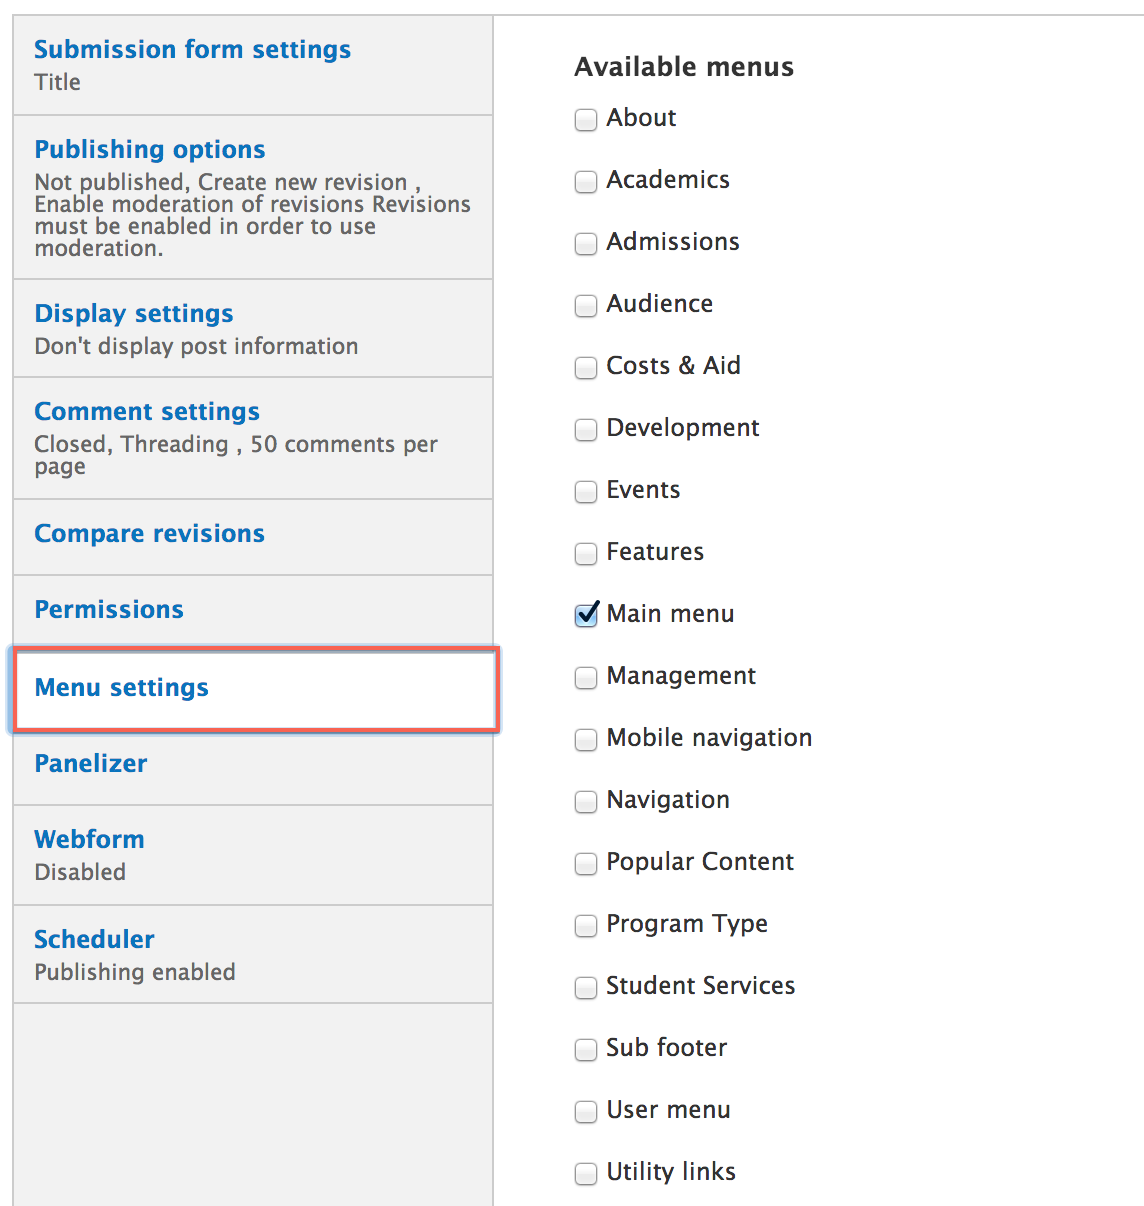 Submission form settings
Title
Publishing options
Not published, Create new revision ,
Enable moderation of revisions Revisions
must be enabled in order to use
moderation.
Display settings
Don't display post information
Comment settings
Closed, Threading , 50 comments per
page
Compare revisions
Permissions
Menu settings
Panelizer
Webform
Disabled
Scheduler
Publishing enabled
Available menus
About
Academics
Admissions
Audience
Costs & Aid
Development
Events
Features
Main menu
Management
Mobile navigation
Navigation
Popular Content
Program Type
Student Services
Sub footer
User menu
Utility links